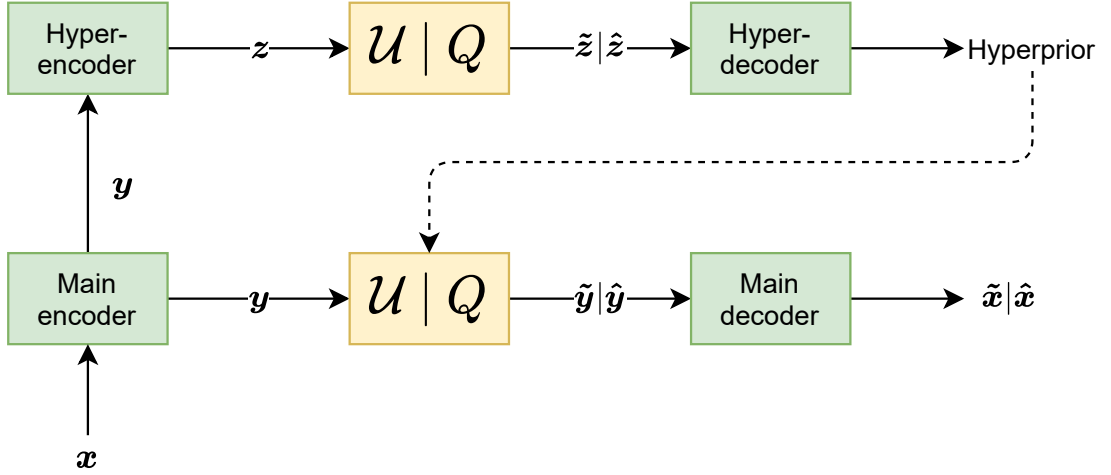 Hyper-
encoder
z
𝒰 | Q
z̃|ẑ
Hyper-
decoder
Hyperprior
y
Main
encoder
y
𝒰 | Q
ỹ|ŷ
Main
decoder
x̃|x̂
x